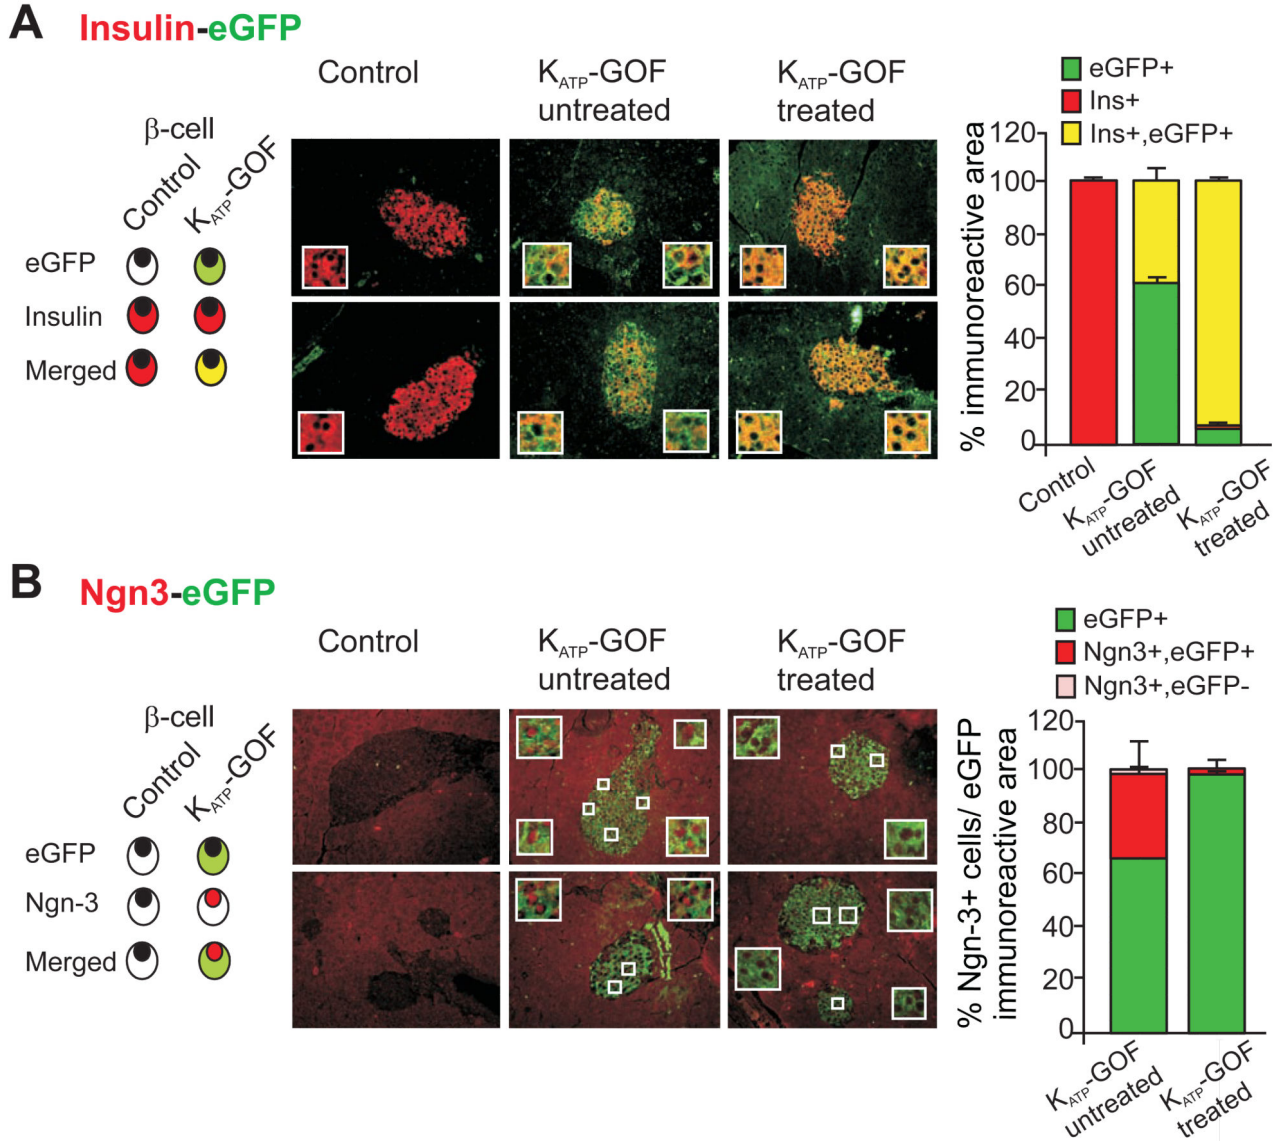 A
Insulin-eGFP
Control
KATP-GOF
untreated
KATP-GOF
treated
β-cell
Control
KATP-GOF
eGFP
Insulin
Merged
eGFP+
Ins+
Ins+,eGFP+
% immunoreactive area
120
100
80
60
40
20
0
Control
KATP-GOF
untreated
KATP-GOF
treated
B
Ngn3-eGFP
Control
KATP-GOF
untreated
KATP-GOF
treated
β-cell
Control
KATP-GOF
eGFP
Ngn-3
Merged
eGFP+
Ngn3+,eGFP+
Ngn3+,eGFP-
% Ngn-3+ cells/ eGFP
immunoreactive area
120
100
80
60
40
20
0
KATP-GOF
untreated
KATP-GOF
treated